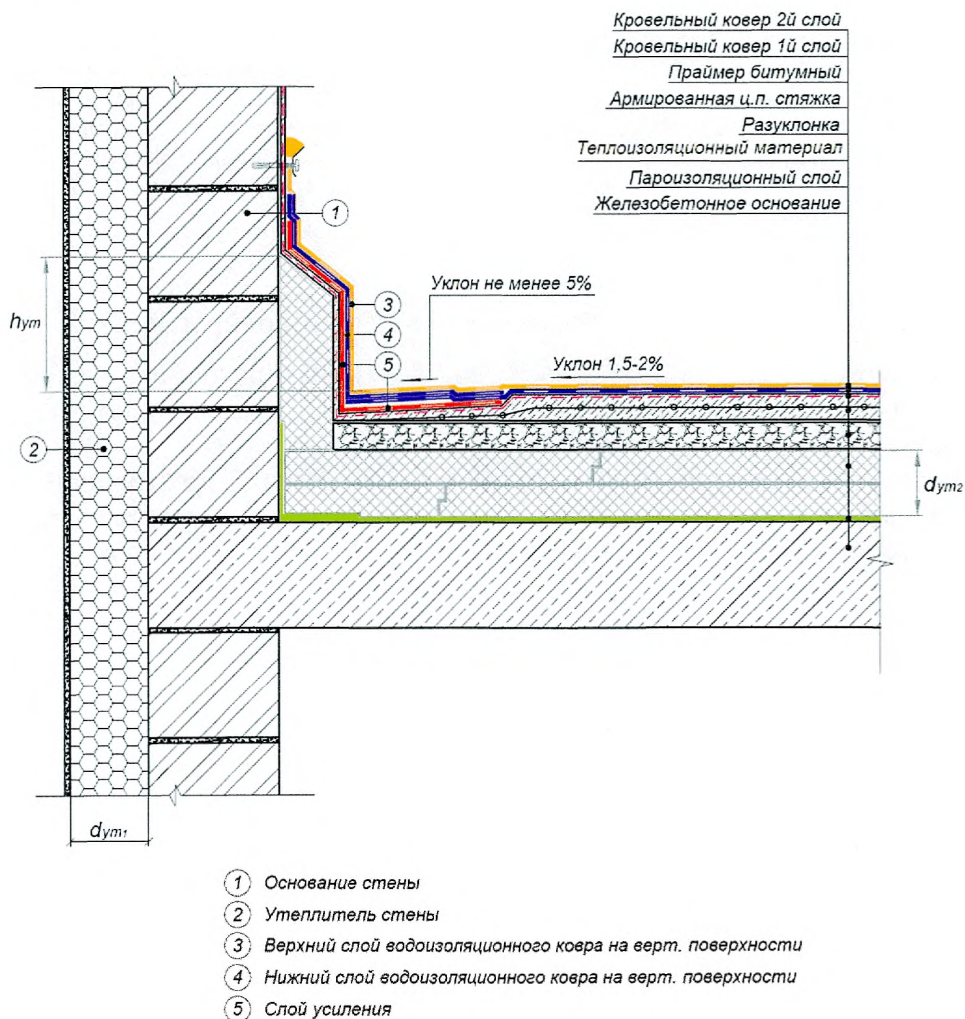 Кровельный ковер 2й слой
Кровельный ковер 1й слой
Праймер битумный
Армированная ц.п. стяжка
Разуклонка
Теплоизоляционный материал
Пароизоляционный слой
Железобетонное основание
1
Уклон не менее 5%
3
hут
4
5
Уклон 1,5-2%
2
dут2
dут1
1 Основание стены
2 Утеплитель стены
3 Верхний слой водоизоляционного ковра на верт. поверхности
4 Нижний слой водоизоляционного ковра на верт. поверхности
5 Слой усиления